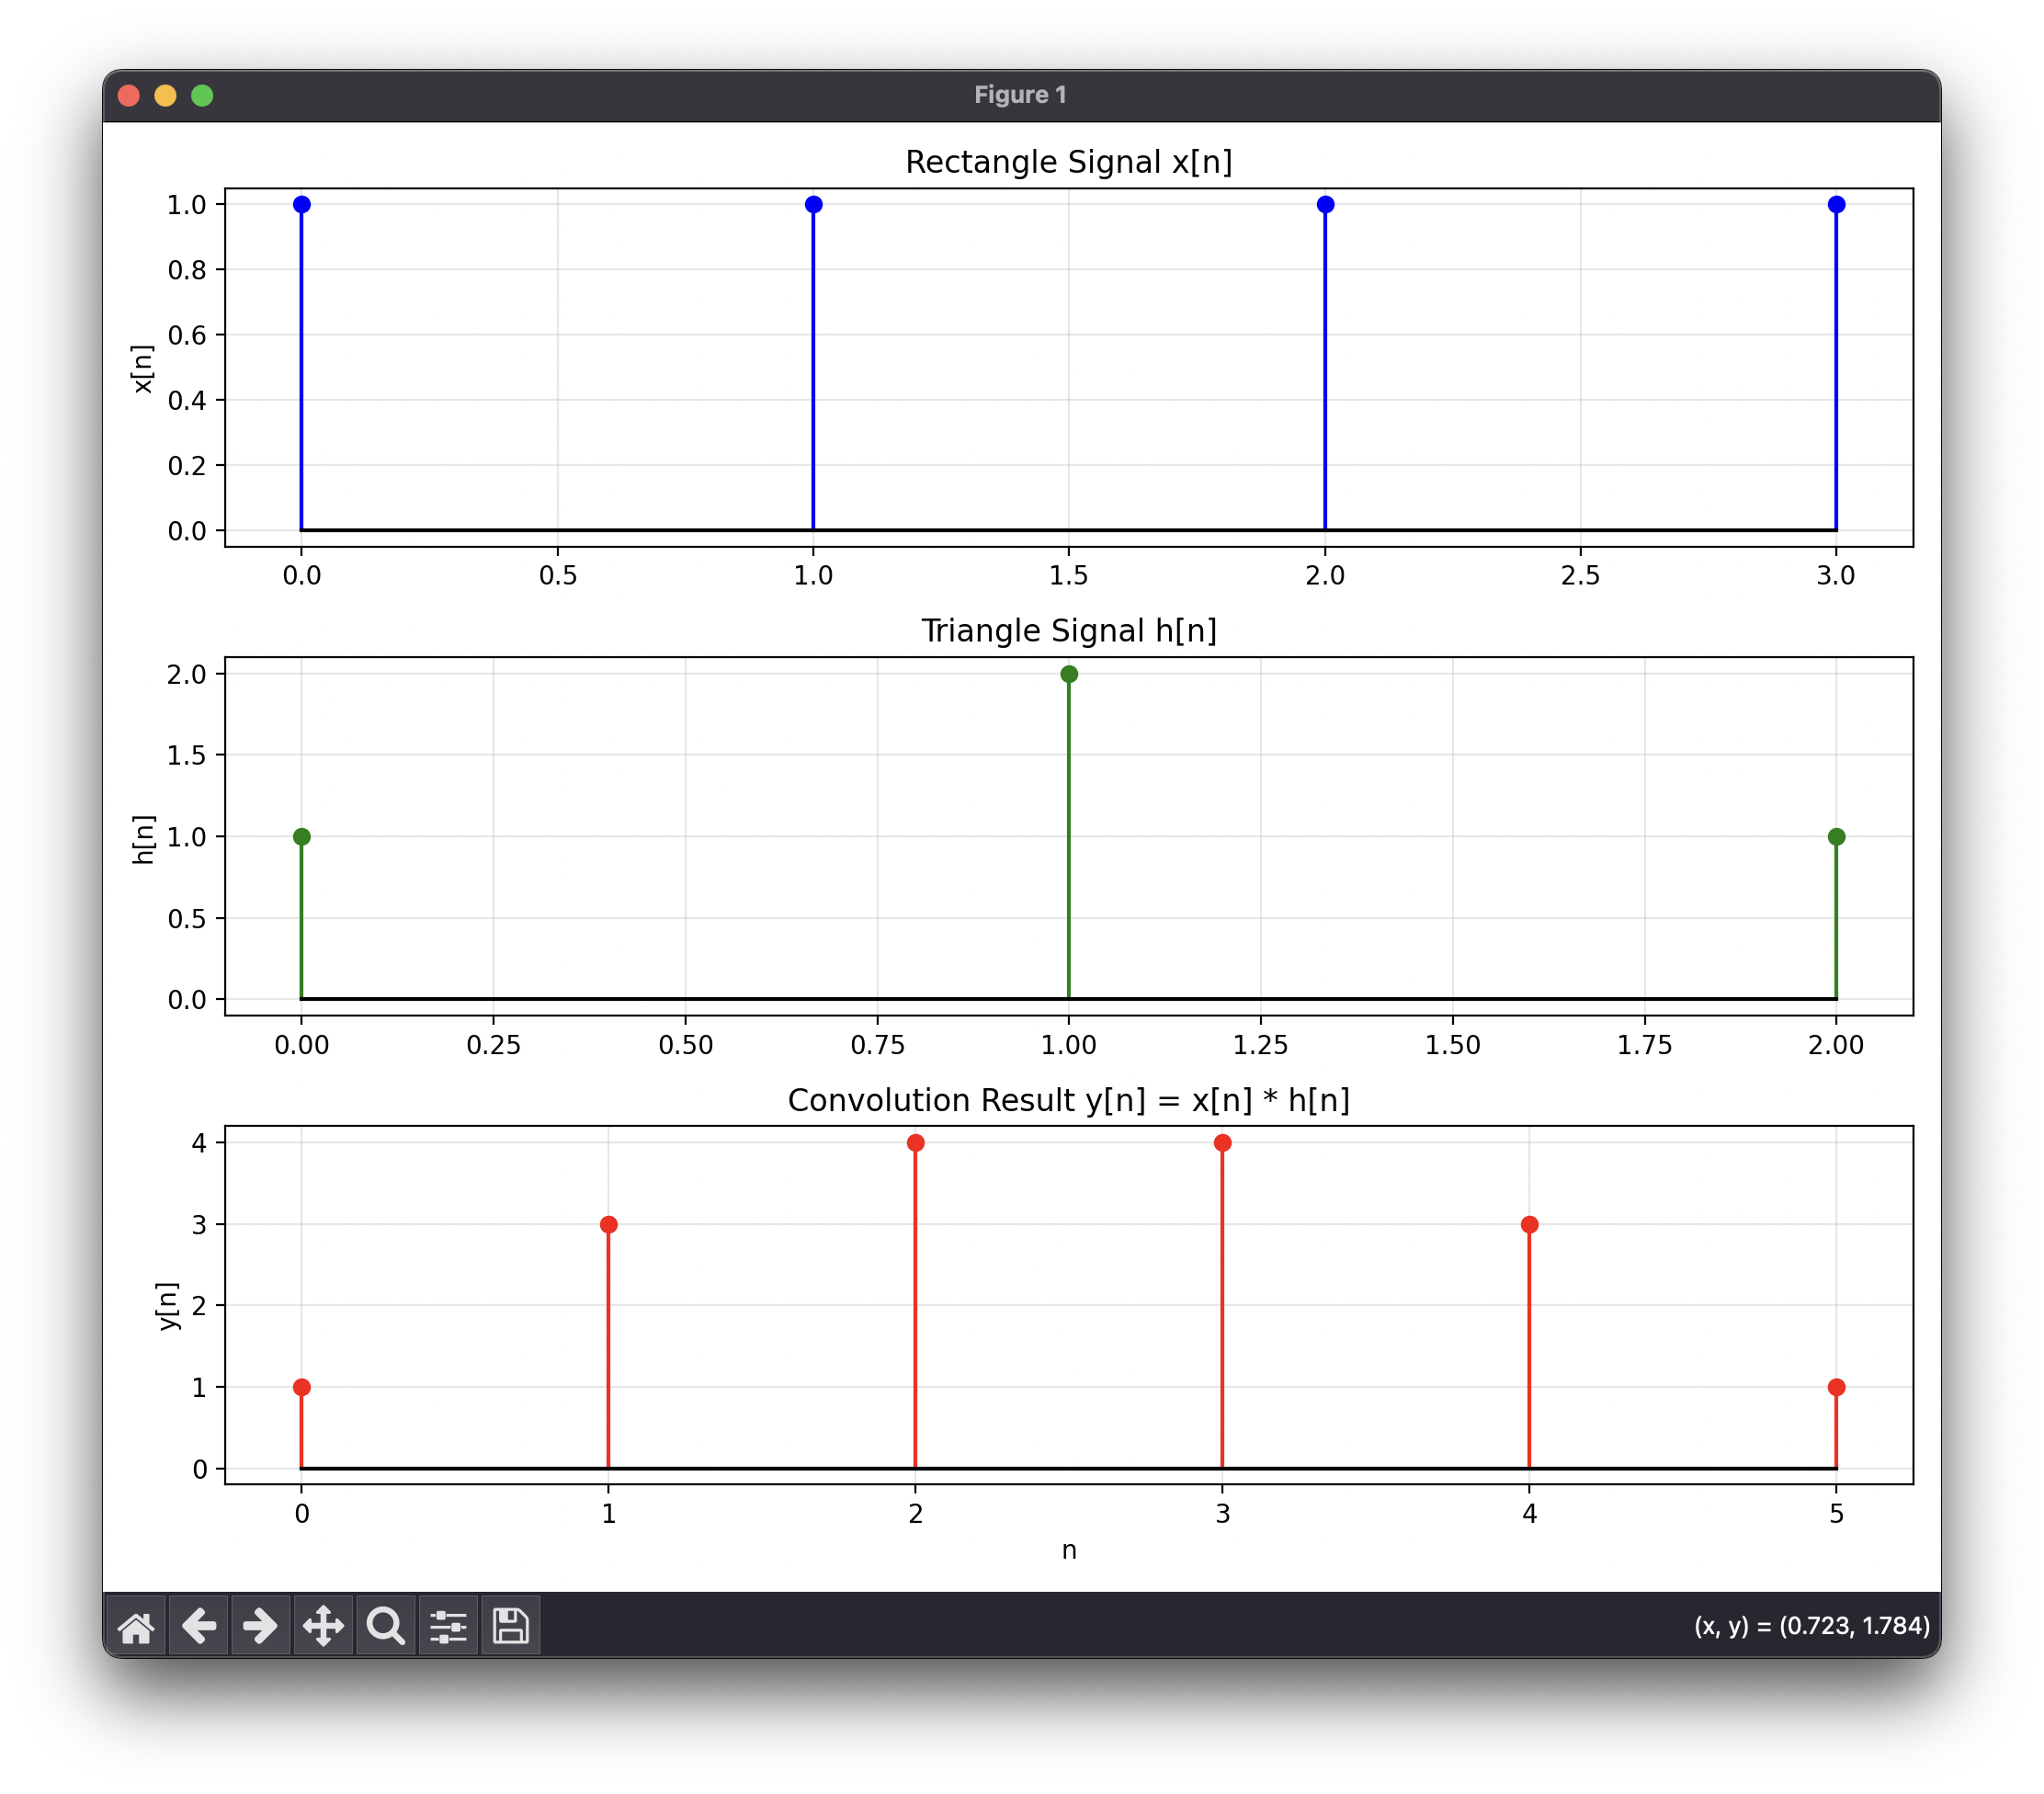 Figure 1
Rectangle Signal x[n]
x[n]
1.0
0.8
0.6
0.4
0.2
0.0
0.0 0.5 1.0 1.5 2.0 2.5 3.0
Triangle Signal h[n]
h[n]
2.0
1.5
1.0
0.5
0.0
0.00 0.25 0.50 0.75 1.00 1.25 1.50 1.75 2.00
Convolution Result y[n] = x[n] * h[n]
y[n]
4
3
2
1
0
0 1 2 3 4 5
n
(x, y) = (0.723, 1.784)